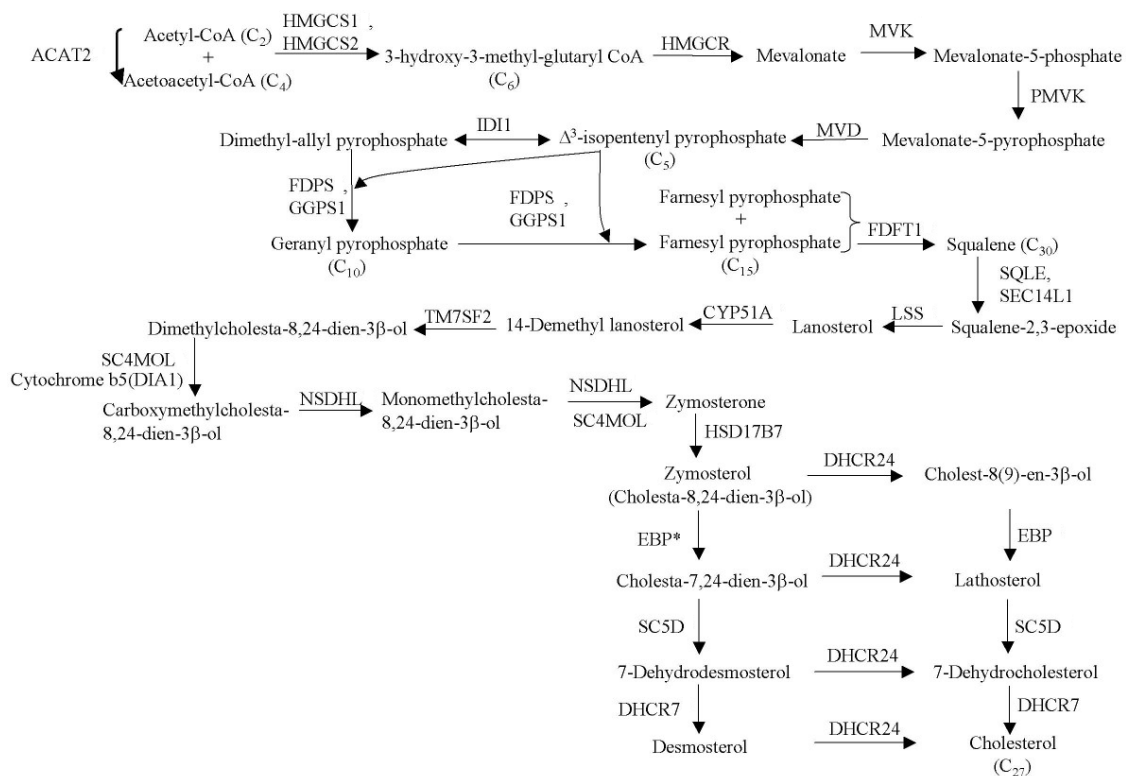 HMGCS1 ,
HMGCS2
Acetyl-CoA (C2)
ACAT2
+
Acetoacetyl-CoA (C4)
3-hydroxy-3-methyl-glutaryl CoA
(C6)
HMGCR
Mevalonate
MVK
Mevalonate-5-phosphate
PMVK
Dimethyl-allyl pyrophosphate
IDI1
Δ3-isopentenyl pyrophosphate
(C5)
MVD
Mevalonate-5-pyrophosphate
FDPS ,
GGPS1
FDPS ,
GGPS1
Farnesyl pyrophosphate
+
Geranyl pyrophosphate
(C10)
Farnesyl pyrophosphate
(C15)
FDFT1
Squalene (C30)
SQLE,
SEC14L1
Dimethylcholesta-8,24-dien-3β-ol
TM7SF2
14-Demethyl lanosterol
CYP51A
Lanosterol
LSS
Squalene-2,3-epoxide
SC4MOL
Cytochrome b5(DIA1)
Carboxymethylcholesta-
8,24-dien-3β-ol
NSDHL
Monomethylcholesta-
8,24-dien-3β-ol
NSDHL
SC4MOL
Zymosterone
HSD17B7
Zymosterol
(Cholesta-8,24-dien-3β-ol)
DHCR24
Cholest-8(9)-en-3β-ol
EBP*
EBP
Cholesta-7,24-dien-3β-ol
DHCR24
Lathosterol
SC5D
SC5D
7-Dehydrodesmosterol
DHCR24
7-Dehydrocholesterol
DHCR7
DHCR7
Desmosterol
DHCR24
Cholesterol
(C27)